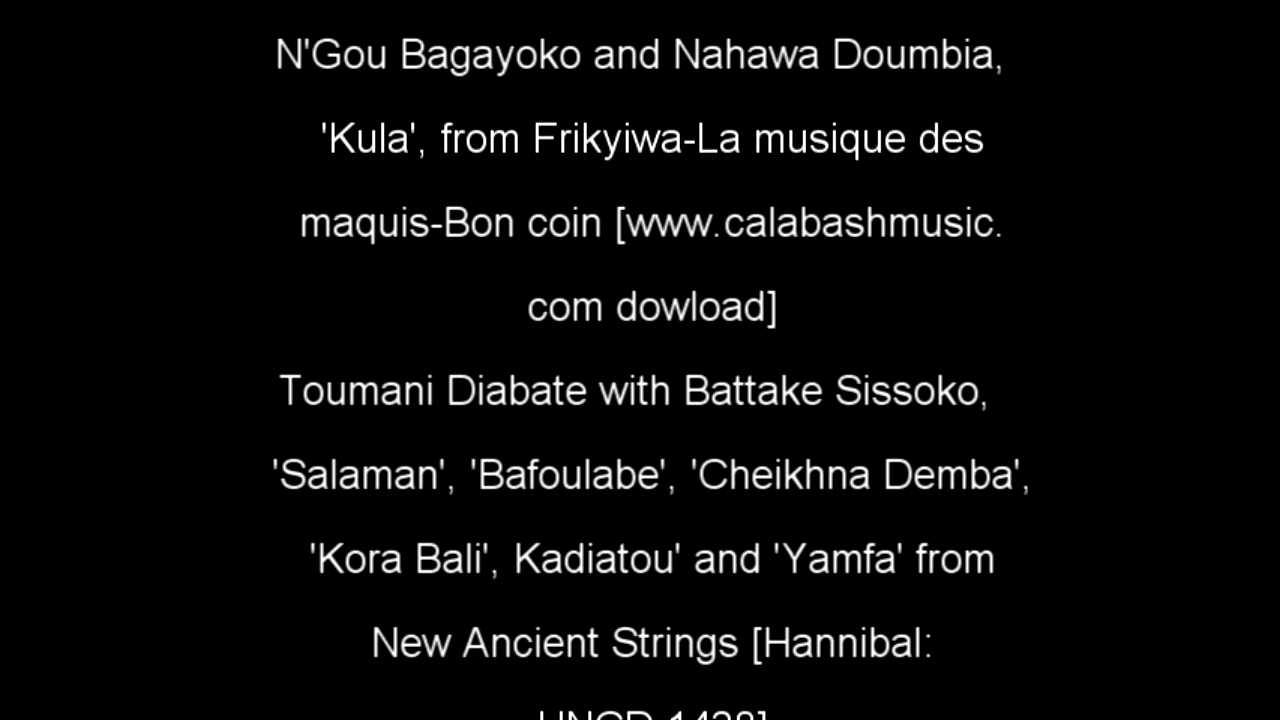 N'Gou Bagayoko and Nahawa Doumbia,
'Kula', from Frikyiwa-La musique des
maquis-Bon coin [www.calabashmusic.
com dowload]
Toumani Diabate with Battake Sissoko,
'Salaman', 'Bafoulabe', 'Cheikhna Demba',
'Kora Bali', Kadiatou' and 'Yamfa' from
New Ancient Strings [Hannibal: